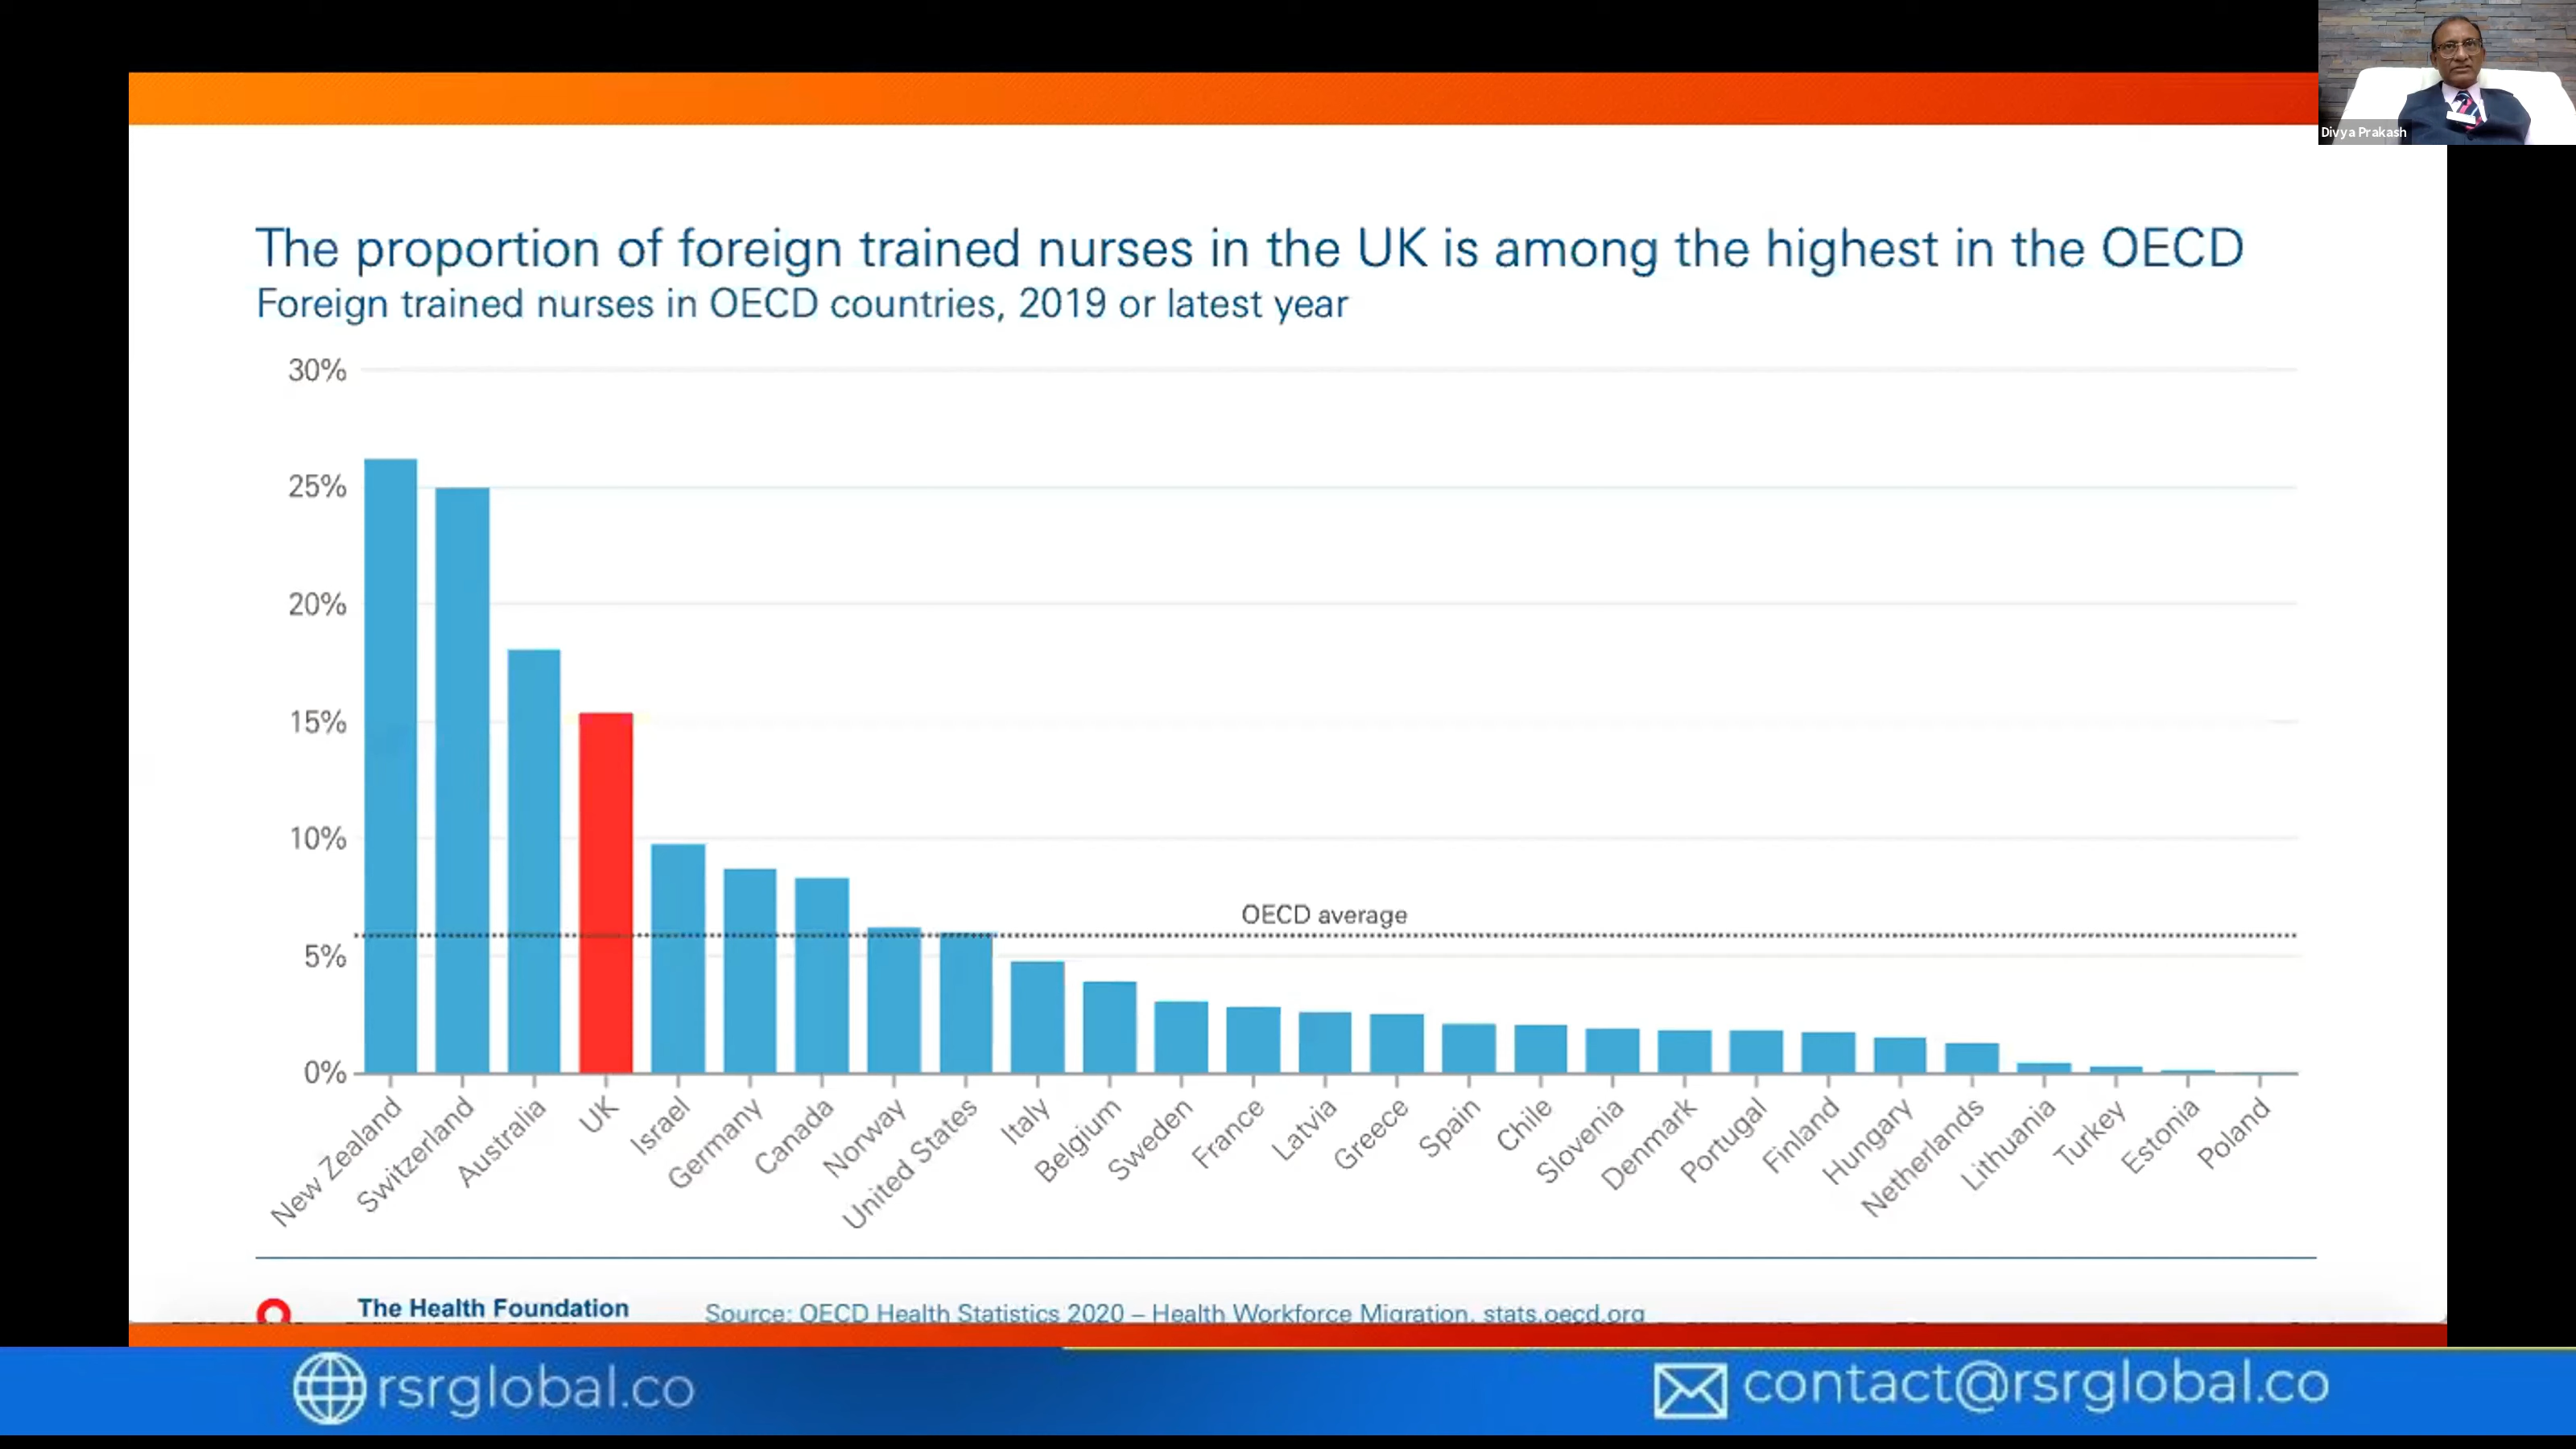 Divya Prakash
The proportion of foreign trained nurses in the UK is among the highest in the OECD
Foreign trained nurses in OECD countries, 2019 or latest year
30%
25%
20%
15%
10%
5%
0%
OECD average
New Zealand
Switzerland
Australia
UK
Israel
Germany
Canada
Norway
United States
Italy
Belgium
Sweden
France
Latvia
Greece
Spain
Chile
Slovenia
Denmark
Portugal
Finland
Hungary
Netherlands
Lithuania
Turkey
Estonia
Poland
The Health Foundation
Source: OECD Health Statistics 2020 – Health Workforce Migration, stats.oecd.org
rsrglobal.co
contact@rsrglobal.co